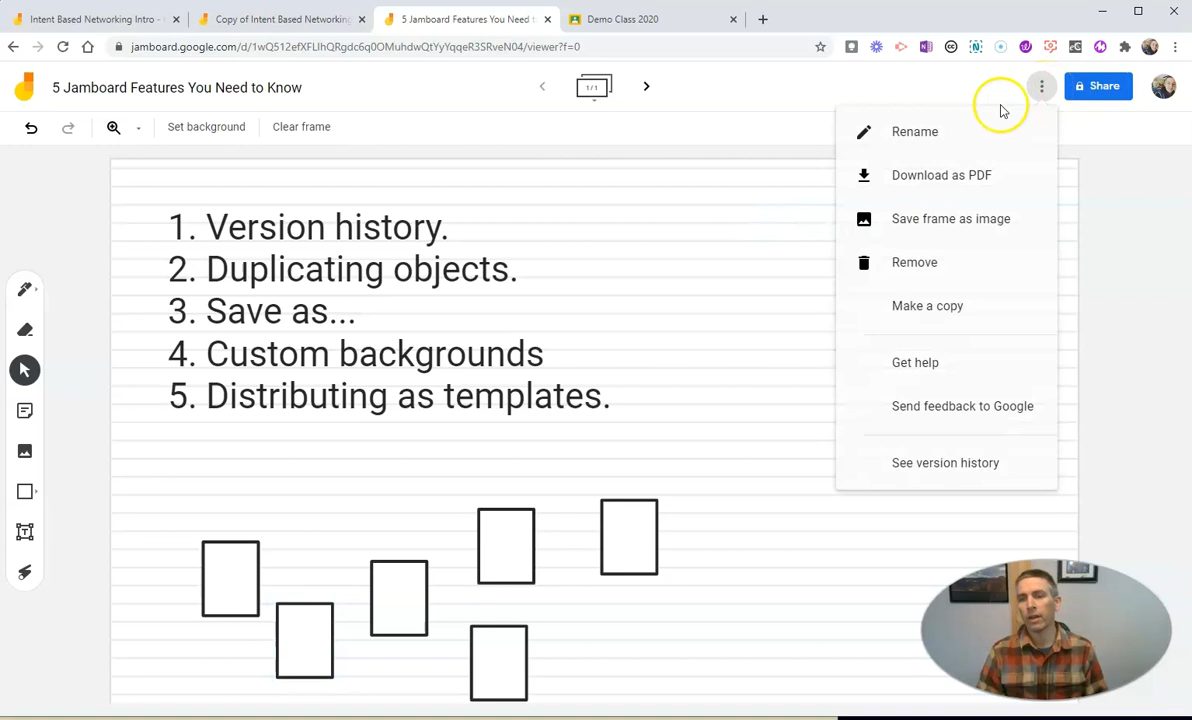 Intent Based Networking Intro -
Copy of Intent Based Networking
5 Jamboard Features You Need to
Demo Class 2020
jamboard.google.com/d/1wQ512efXFLIhQRgdc6q0OMuhdwQtYyYqqeR3SRveN04/viewer?f=0
5 Jamboard Features You Need to Know
1/1
Share
Set background
Clear frame
Rename
Download as PDF
Save frame as image
Remove
Make a copy
Get help
Send feedback to Google
See version history
1. Version history.
2. Duplicating objects.
3. Save as...
4. Custom backgrounds
5. Distributing as templates.